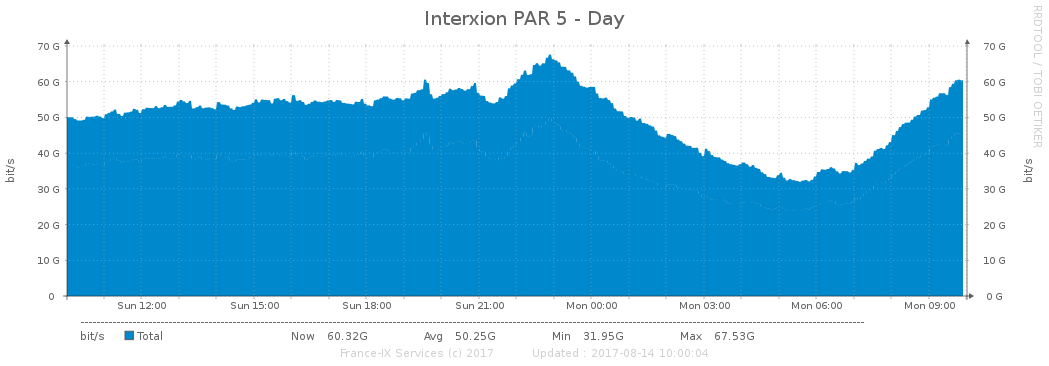 Interxion PAR 5 - Day
RRDTOOL / TOBI OETIKER
bit/s
70 G 70 G
60 G 60 G
50 G 50 G
40 G 40 G
30 G 30 G
20 G 20 G
10 G 10 G
0 0 G
bit/s
Sun 12:00 Sun 15:00 Sun 18:00 Sun 21:00 Mon 00:00 Mon 03:00 Mon 06:00 Mon 09:00
bit/s Total Now 60.32G Avg 50.25G Min 31.95G Max 67.53G
France-IX Services (c) 2017 Updated : 2017-08-14 10:00:04